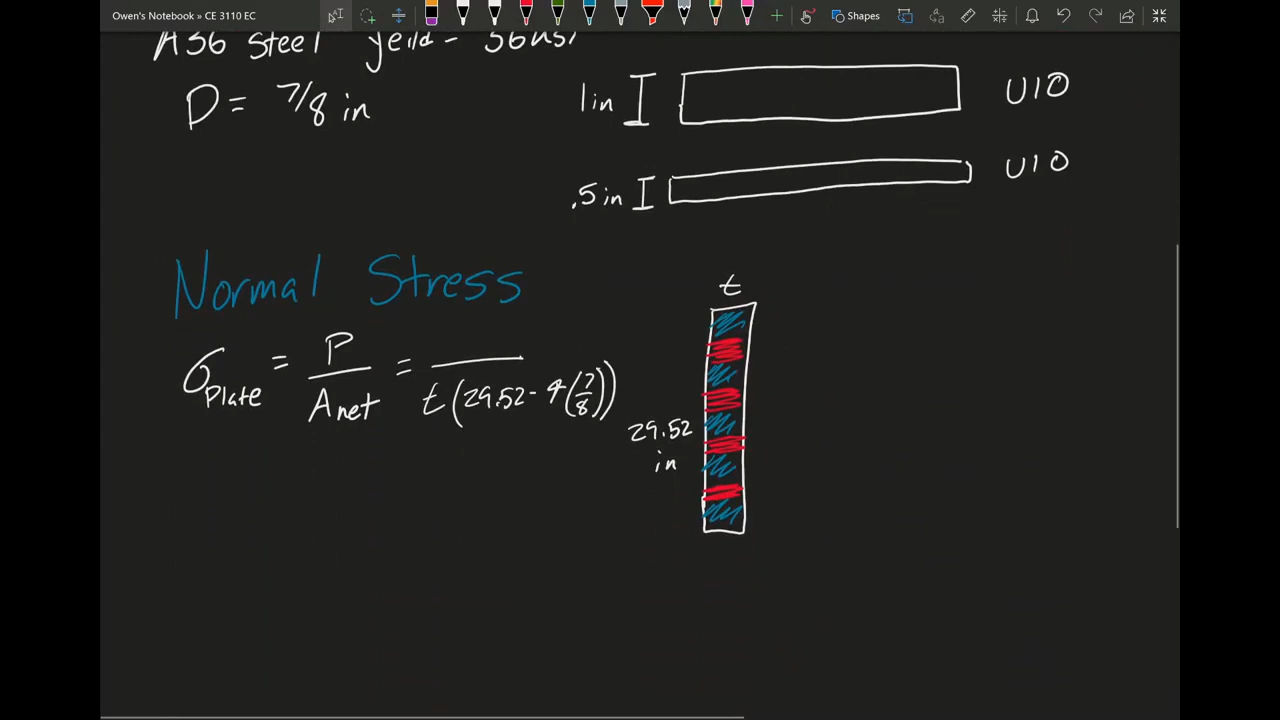 Owen's Notebook » CE 3110 EC
Shapes
A36 Steel yeild - 36ksi
D = 7/8 in
1in
U10
.5in
U10
Normal Stress
t
σPlate = P / Anet = / t(29.52 - 4(7/8))
29.52
in